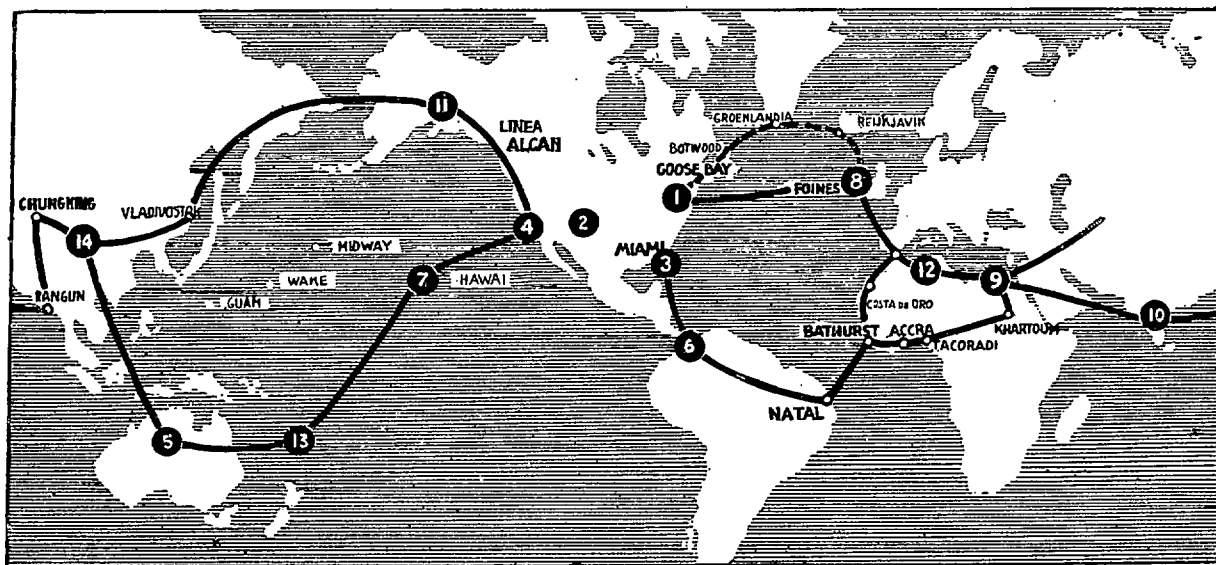 11
LINEA
ALCAN
GROENLANDIA
REIKJAVIK
BOTWOOD
GOOSE BAY
1
FOINES
8
CHUNGKING
VLADIVOSTAK
14
MIDWAY
4
2
MIAMI
3
12
9
7
HAWAI
WAKE
GUAM
RANGUN
COSTA DE ORO
KHARTOUM
10
BATHURST
ACCRA
TACORADI
6
NATAL
5
13